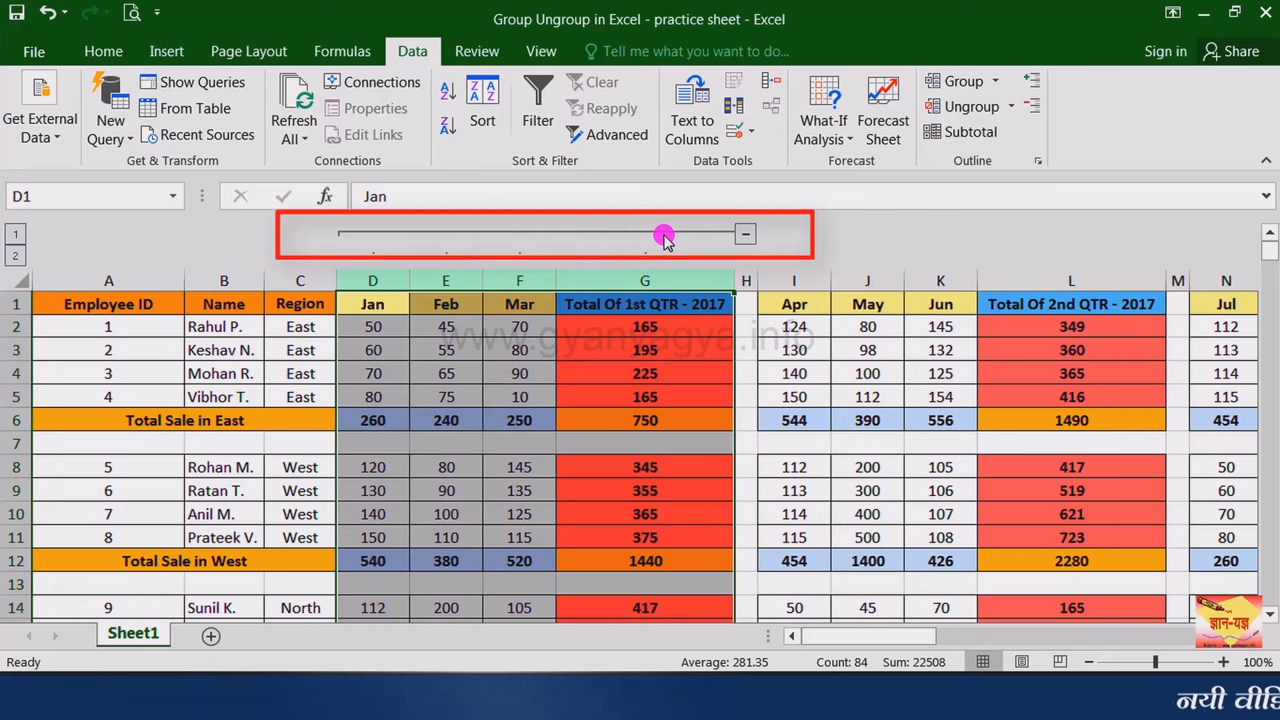 Group Ungroup in Excel - practice sheet - Excel
File Home Insert Page Layout Formulas Data Review View Tell me what you want to do... Sign in Share
Get External Data
New Query
Show Queries
From Table
Recent Sources
Get & Transform
Refresh All
Connections
Properties
Edit Links
Connections
Sort
Filter
Clear
Reapply
Advanced
Sort & Filter
Text to Columns
Data Tools
What-If Analysis
Forecast Sheet
Forecast
Group
Ungroup
Subtotal
Outline
D1 fx Jan
1
2
A B C D E F G H I J K L M N
1 Employee ID Name Region Jan Feb Mar Total Of 1st QTR - 2017 Apr May Jun Total Of 2nd QTR - 2017 Jul
2 1 Rahul P. East 50 45 70 165 124 80 145 349 112
www.gyanyagya.info
3 2 Keshav N. East 60 55 80 195 130 98 132 360 113
4 3 Mohan R. East 70 65 90 225 140 100 125 365 114
5 4 Vibhor T. East 80 75 10 165 150 112 154 416 115
6 Total Sale in East 260 240 250 750 544 390 556 1490 454
7
8 5 Rohan M. West 120 80 145 345 112 200 105 417 50
9 6 Ratan T. West 130 90 135 355 113 300 106 519 60
10 7 Anil M. West 140 100 125 365 114 400 107 621 70
11 8 Prateek V. West 150 110 115 375 115 500 108 723 80
12 Total Sale in West 540 380 520 1440 454 1400 426 2280 260
13
14 9 Sunil K. North 112 200 105 417 50 45 70 165
ज्ञान-यज्ञ
Sheet1
Ready Average: 281.35 Count: 84 Sum: 22508 100%
नयी